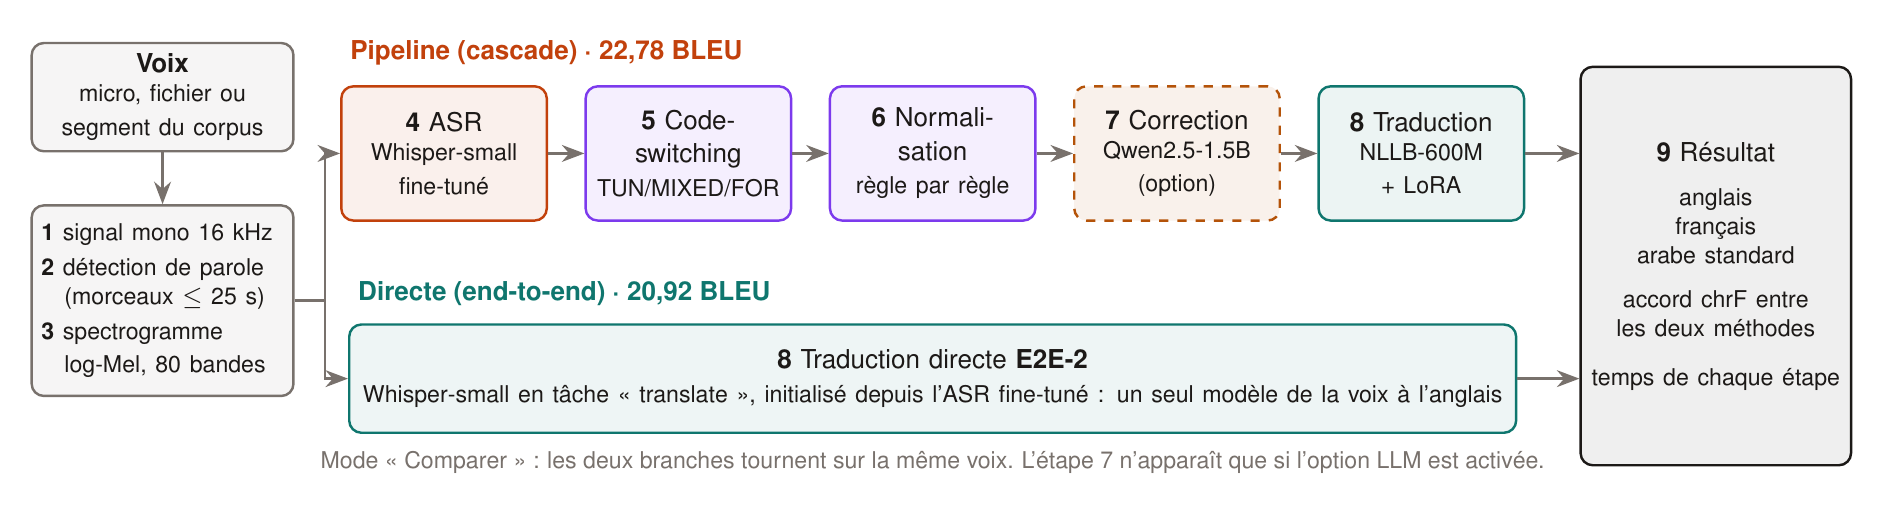 Voix
micro, fichier ou
segment du corpus
1 signal mono 16 kHz
2 détection de parole
(morceaux ≤ 25 s)
3 spectrogramme
log-Mel, 80 bandes
Pipeline (cascade) · 22,78 BLEU
4 ASR
Whisper-small
fine-tuné
5 Code-
switching
TUN/MIXED/FOR
6 Normali-
sation
règle par règle
7 Correction
Qwen2.5-1.5B
(option)
8 Traduction
NLLB-600M
+ LoRA
Directe (end-to-end) · 20,92 BLEU
8 Traduction directe E2E-2
Whisper-small en tâche « translate », initialisé depuis l'ASR fine-tuné : un seul modèle de la voix à l'anglais
9 Résultat
anglais
français
arabe standard
accord chrF entre
les deux méthodes
temps de chaque étape
Mode « Comparer » : les deux branches tournent sur la même voix. L'étape 7 n'apparaît que si l'option LLM est activée.